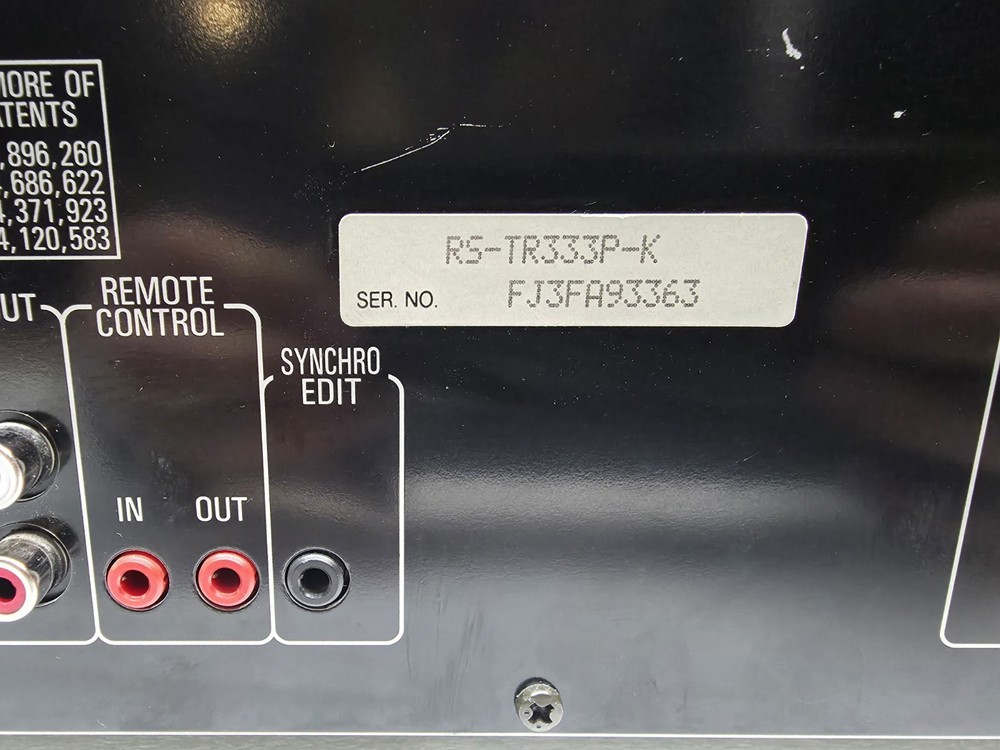 MORE OF
ATENTS
,896,260
,686,622
4,371,923
4,120,583
RS-TR333P-K
SER. NO. FJ3FA93363
UT
REMOTE
CONTROL
SYNCHRO
EDIT
IN OUT